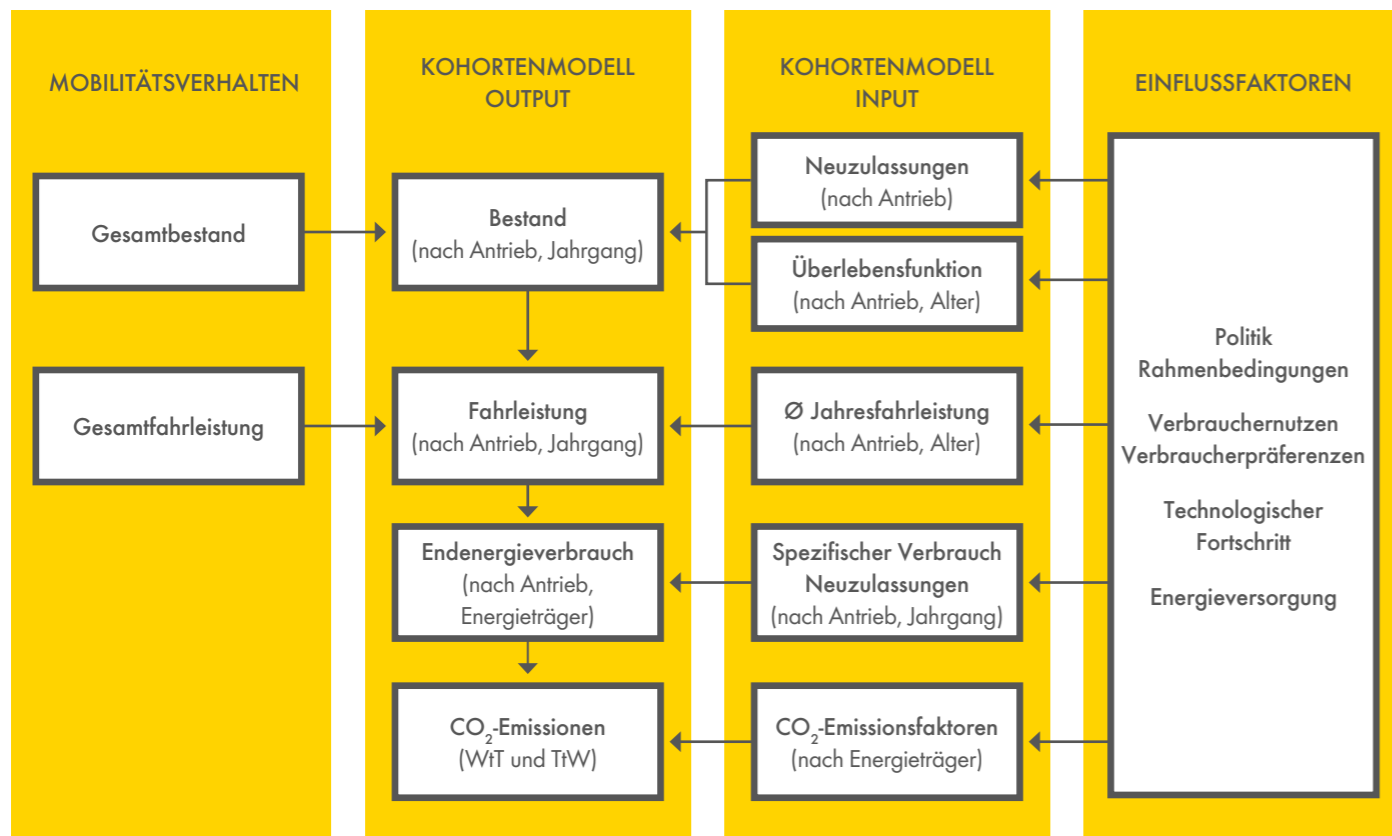 MOBILITÄTSVERHALTEN
Gesamtbestand
Gesamtfahrleistung
KOHORTENMODELL
OUTPUT
Bestand
(nach Antrieb, Jahrgang)
Fahrleistung
(nach Antrieb, Jahrgang)
Endenergieverbrauch
(nach Antrieb,
Energieträger)
CO₂-Emissionen
(WtT und TtW)
KOHORTENMODELL
INPUT
Neuzulassungen
(nach Antrieb)
Überlebensfunktion
(nach Antrieb, Alter)
Ø Jahresfahrleistung
(nach Antrieb, Alter)
Spezifischer Verbrauch
Neuzulassungen
(nach Antrieb, Jahrgang)
CO₂-Emissionsfaktoren
(nach Energieträger)
EINFLUSSFAKTOREN
Politik
Rahmenbedingungen
Verbrauchernutzen
Verbraucherpräferenzen
Technologischer
Fortschritt
Energieversorgung